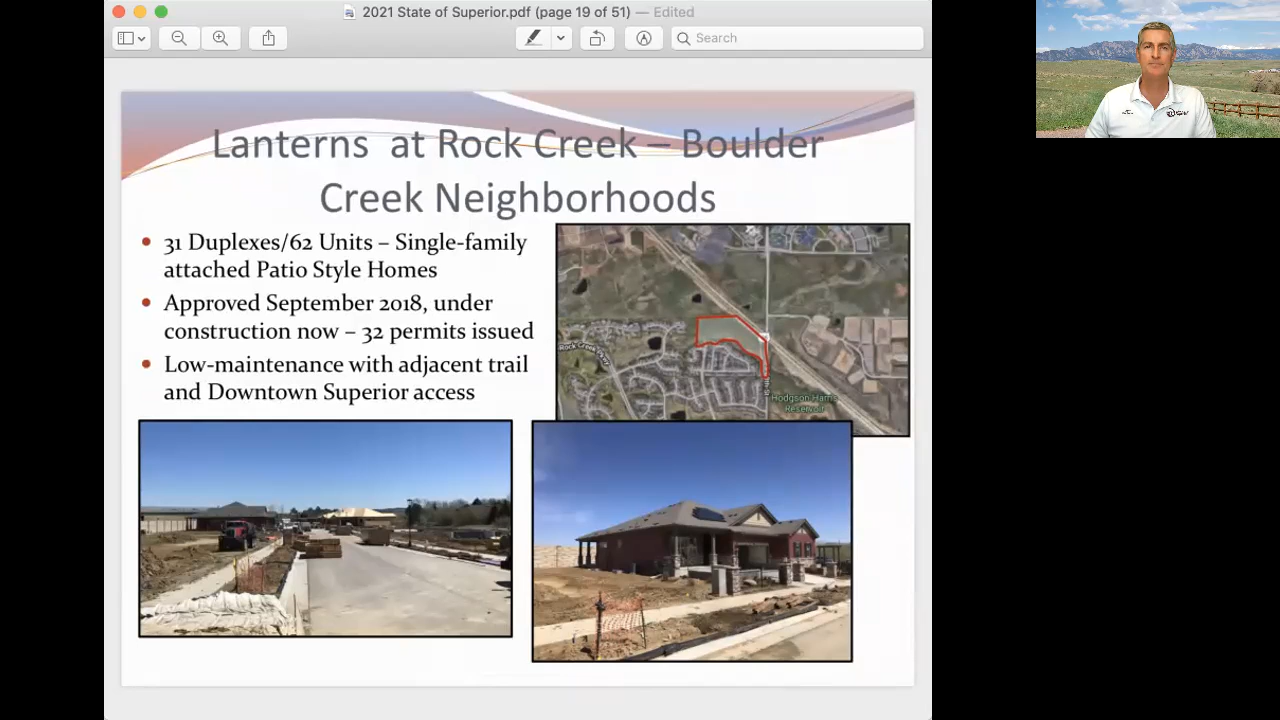 2021 State of Superior.pdf (page 19 of 51) — Edited
Search
Lanterns at Rock Creek – Boulder
Creek Neighborhoods
• 31 Duplexes/62 Units – Single-family
attached Patio Style Homes
• Approved September 2018, under
construction now – 32 permits issued
• Low-maintenance with adjacent trail
and Downtown Superior access
Rock Creek Pkwy
Hodgson Harris
Reservoir